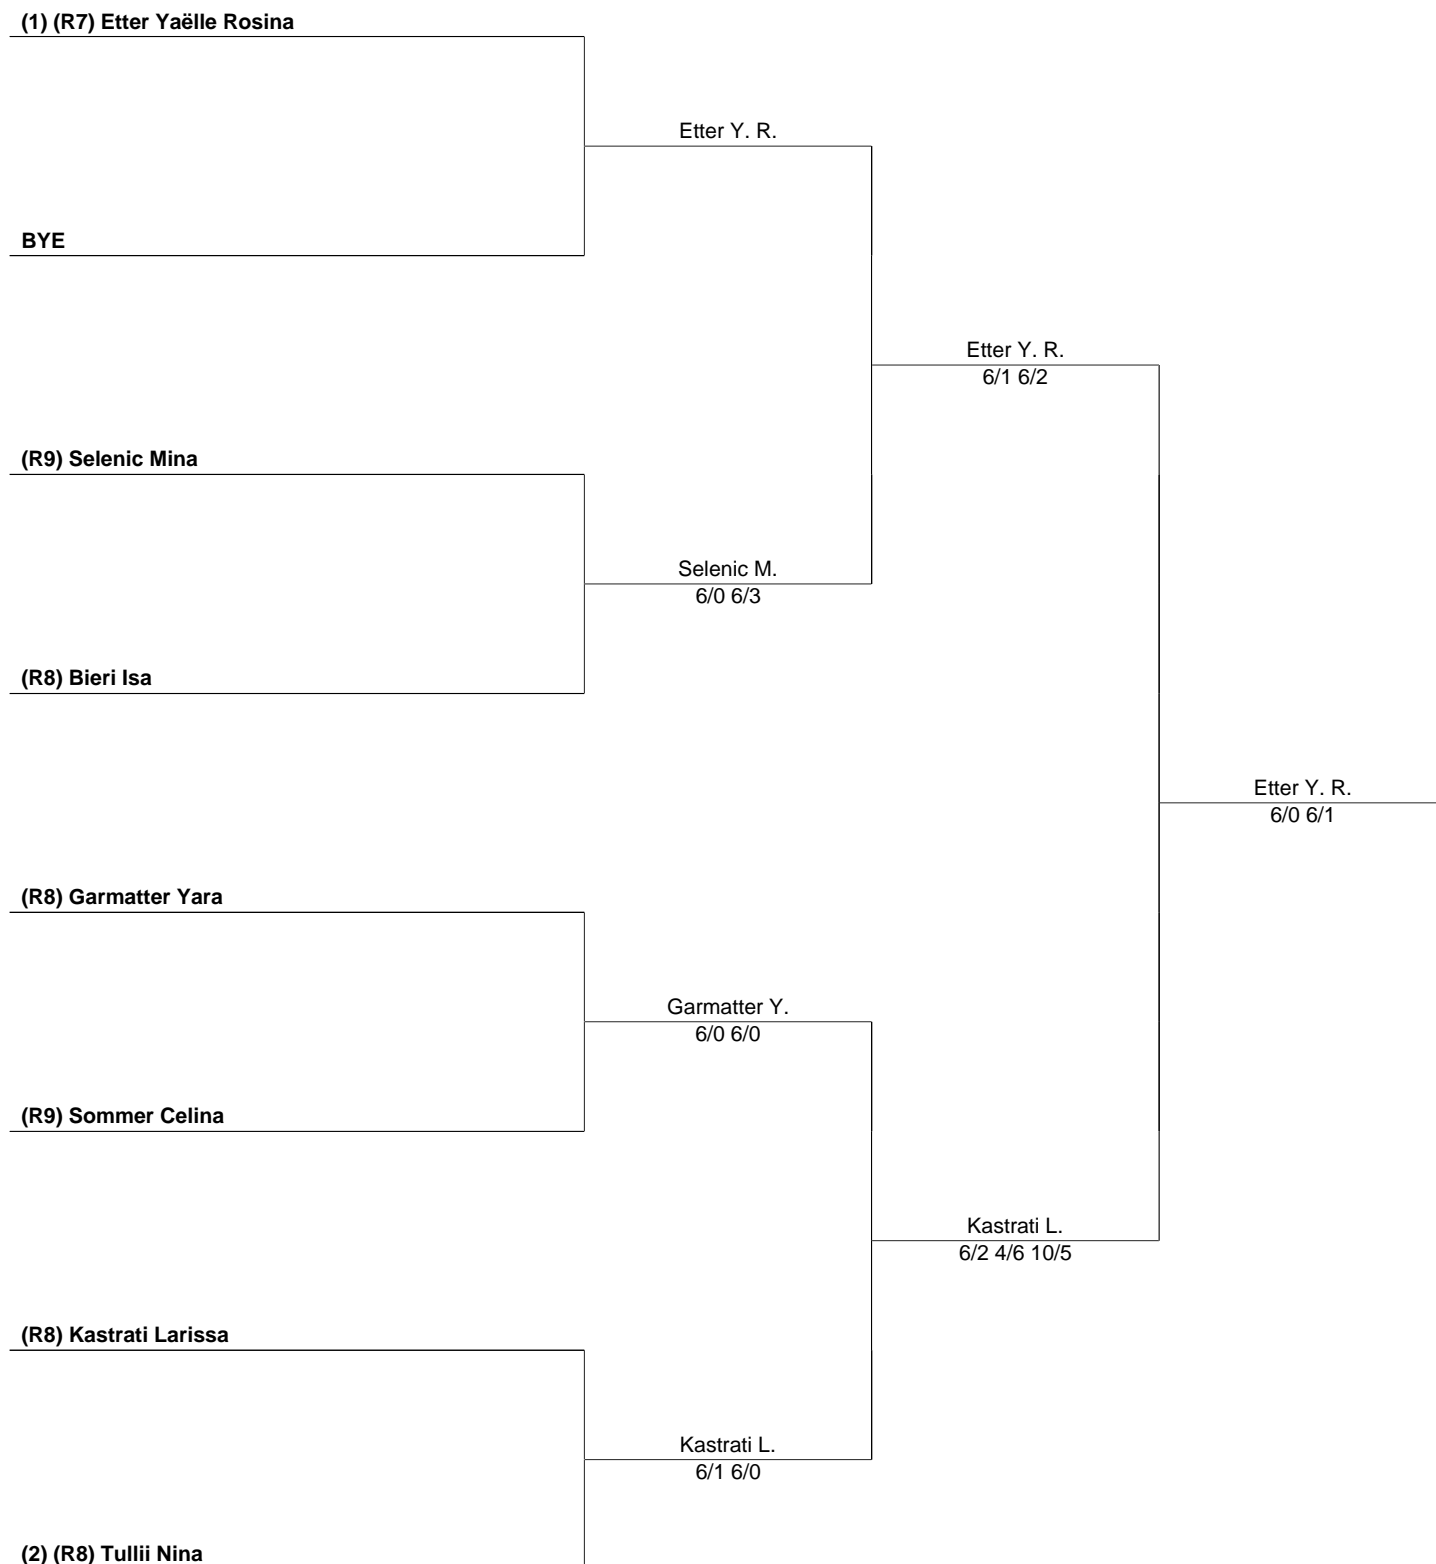 (1) (R7) Etter Yaëlle Rosina
Etter Y. R.
BYE
Etter Y. R.
6/1 6/2
(R9) Selenic Mina
Selenic M.
6/0 6/3
(R8) Bieri Isa
Etter Y. R.
6/0 6/1
(R8) Garmatter Yara
Garmatter Y.
6/0 6/0
(R9) Sommer Celina
Kastrati L.
6/2 4/6 10/5
(R8) Kastrati Larissa
Kastrati L.
6/1 6/0
(2) (R8) Tullii Nina